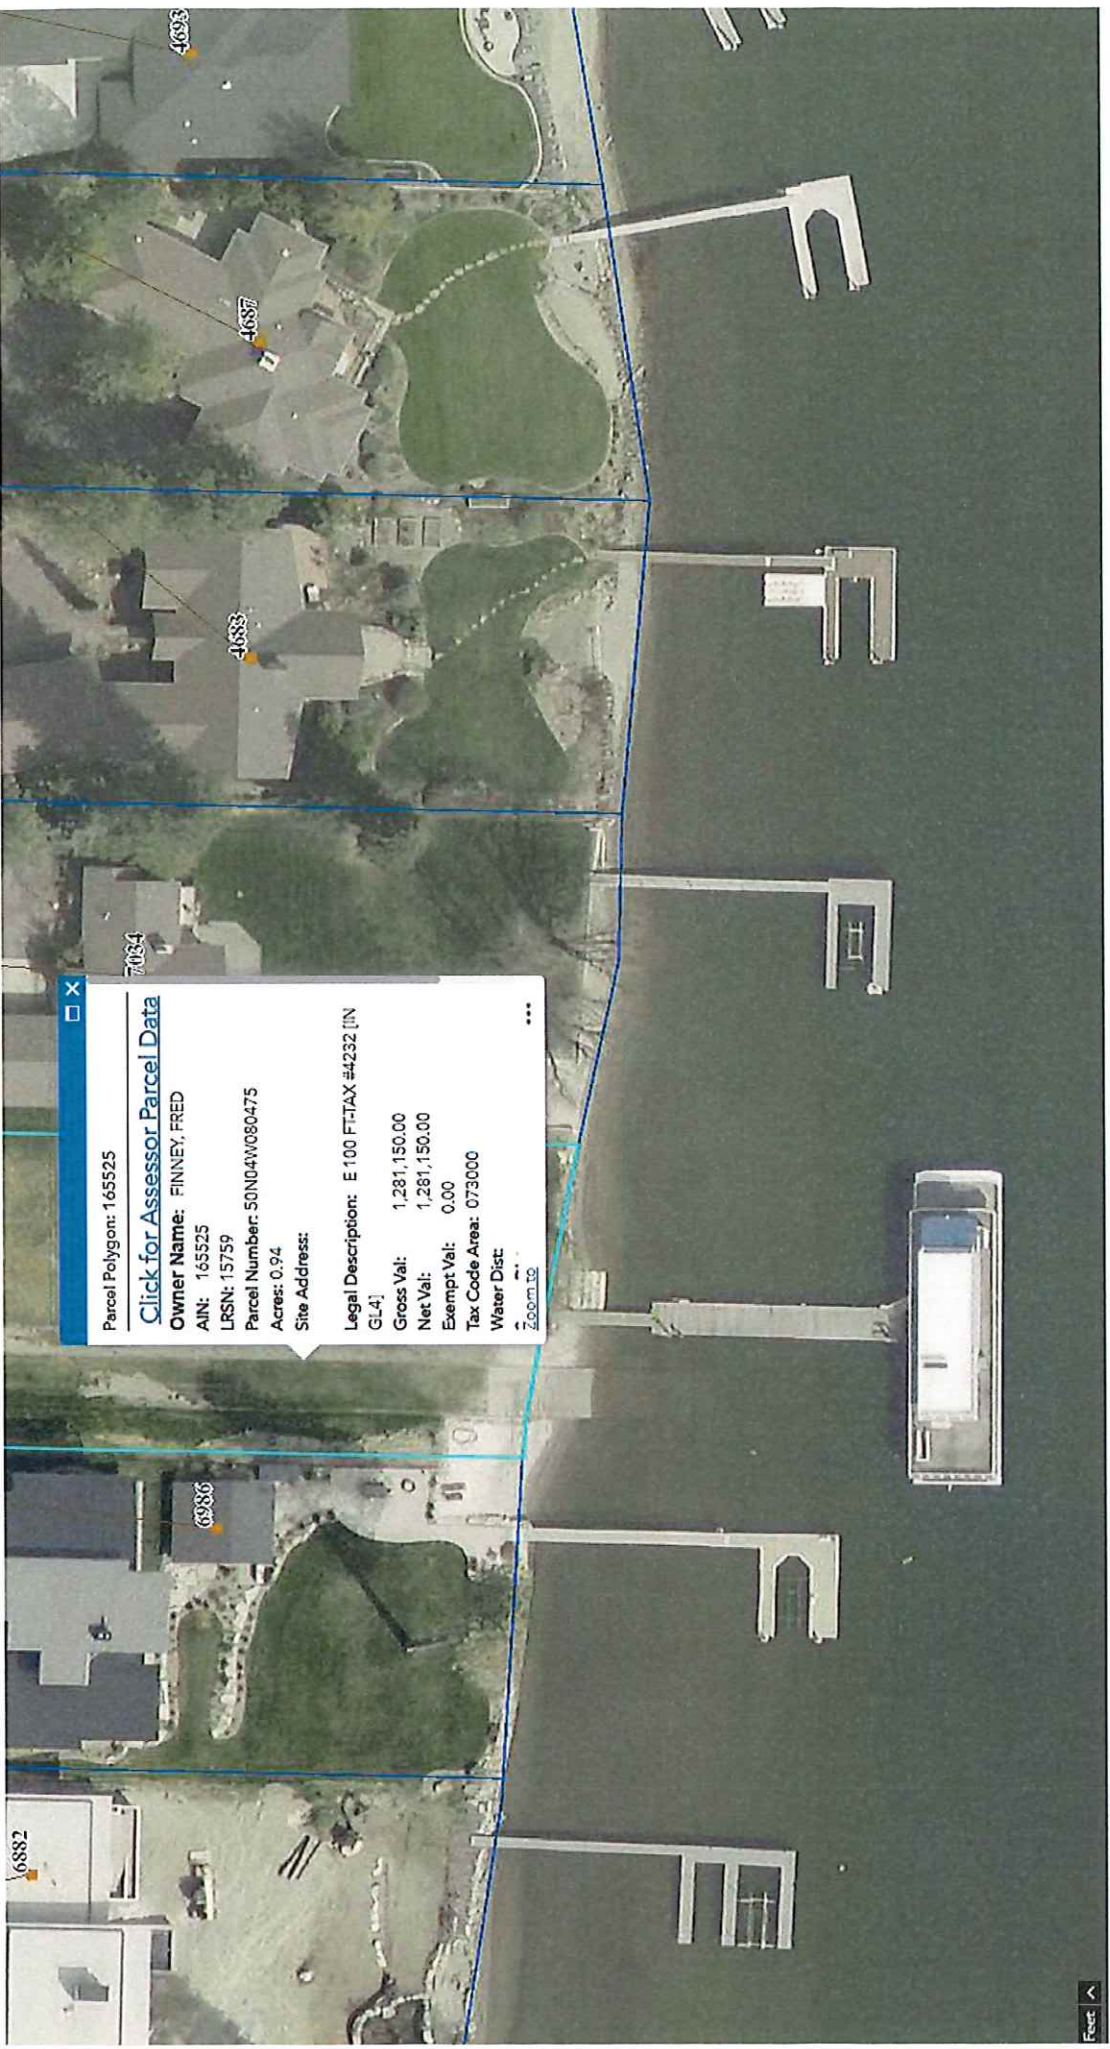 4693
4687
4683
7034
Parcel Polygon: 165525
Click for Assessor Parcel Data
Owner Name: FINNEY, FRED
AIN: 165525
LRSN: 15759
Parcel Number: 50N04W080475
Acres: 0.94
Site Address:
Legal Description: E 100 FT-TAX #4232 [IN
GL4]
Gross Val: 1,281,150.00
Net Val: 1,281,150.00
Exempt Val: 0.00
Tax Code Area: 073000
Water Dist:
Zoom to
...
6986
6882
Feet